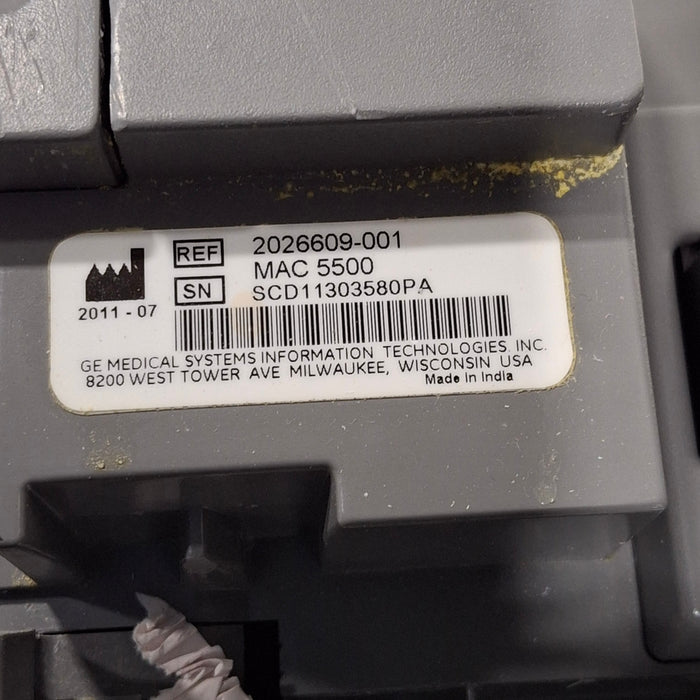 REF 2026609-001
MAC 5500
SN SCD11303580PA
2011 - 07
GE MEDICAL SYSTEMS INFORMATION TECHNOLOGIES, INC.
8200 WEST TOWER AVE MILWAUKEE, WISCONSIN USA
Made in India